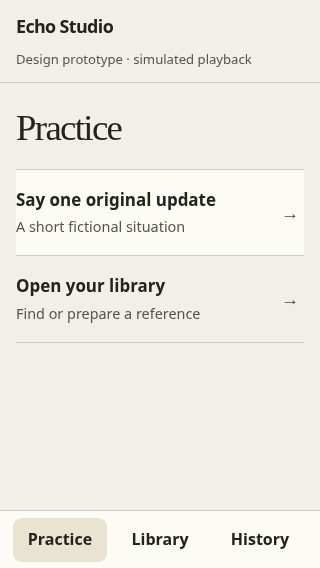 Echo Studio
Design prototype · simulated playback
Practice
Say one original update
A short fictional situation
→
Open your library
Find or prepare a reference
→
Practice Library History